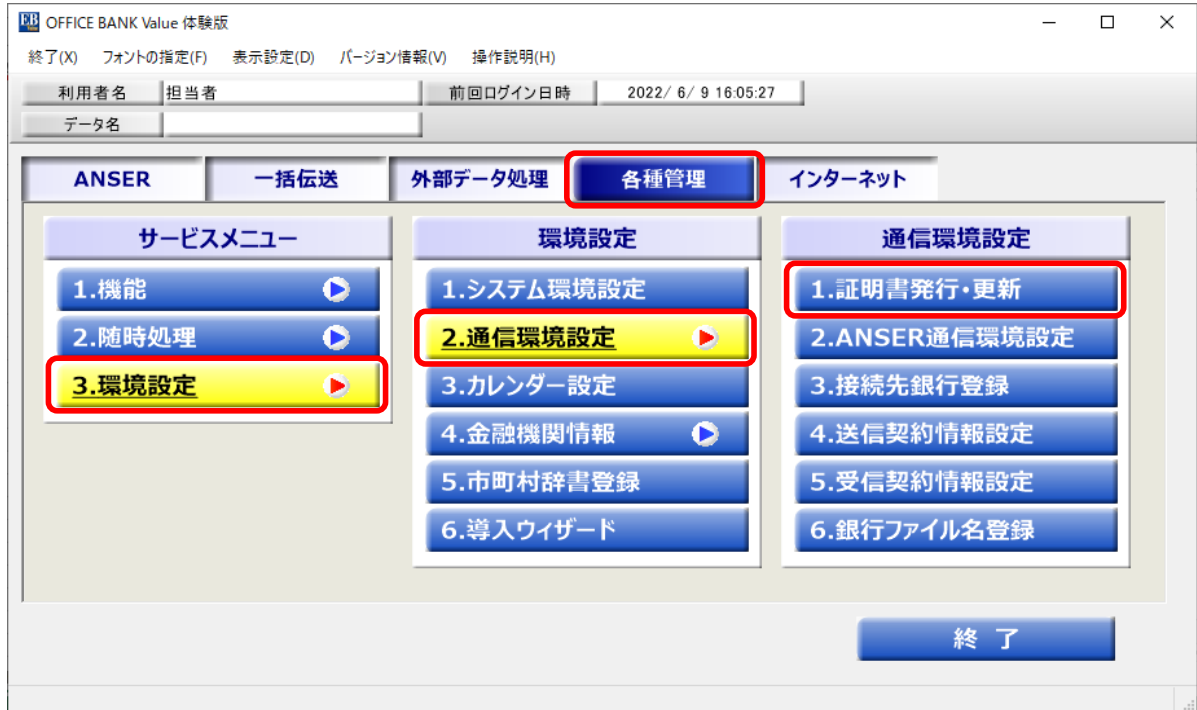 OFFICE BANK Value 体験版
終了(X) フォントの指定(F) 表示設定(D) バージョン情報(V) 操作説明(H)
利用者名 担当者 前回ログイン日時 2022/ 6/ 9 16:05:27
データ名
ANSER 一括伝送 外部データ処理 各種管理 インターネット
サービスメニュー
1.機能
2.随時処理
3.環境設定
環境設定
1.システム環境設定
2.通信環境設定
3.カレンダー設定
4.金融機関情報
5.市町村辞書登録
6.導入ウィザード
通信環境設定
1.証明書発行・更新
2.ANSER通信環境設定
3.接続先銀行登録
4.送信契約情報設定
5.受信契約情報設定
6.銀行ファイル名登録
終 了